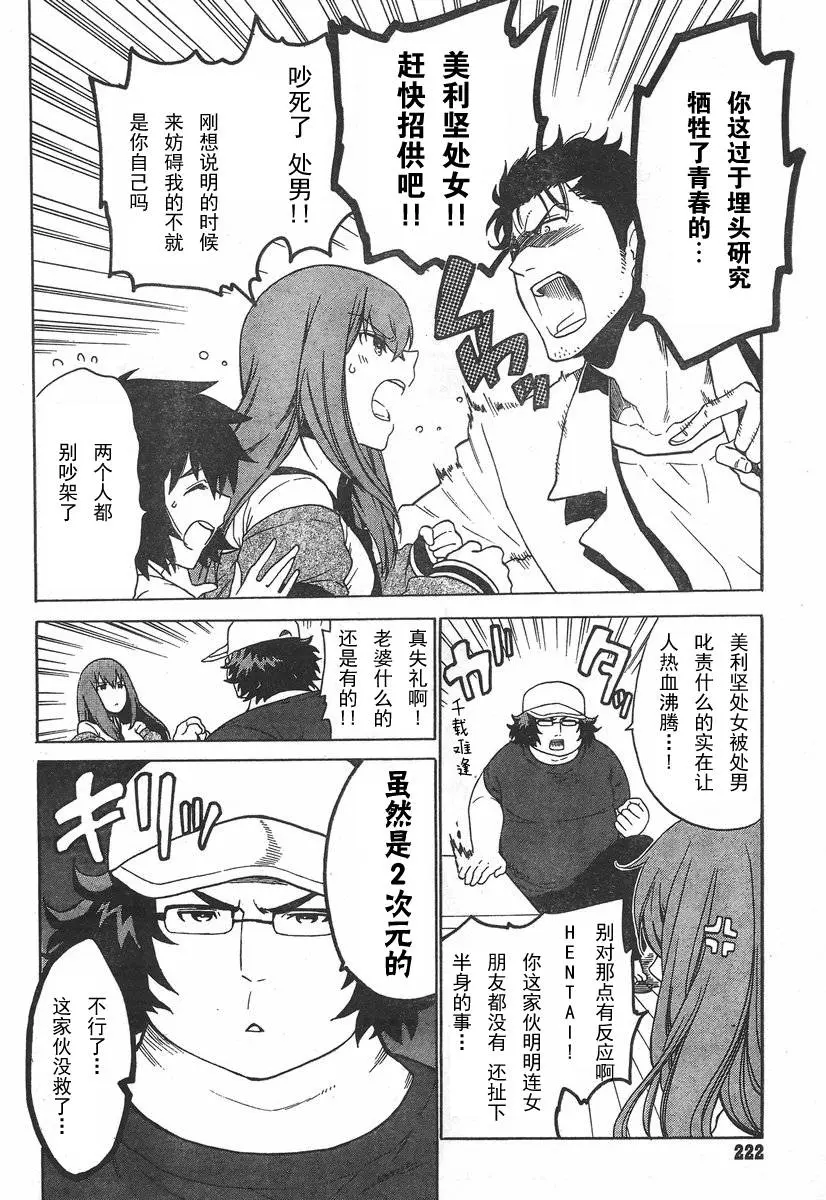 你这过于埋头研究
牺牲了青春的…
美利坚处女!!
赶快招供吧!!
吵死了 处
男!!
刚想说明的时候
来妨碍我的不就
是你自己吗
两个人都
别吵架了
美利坚处女被处男
叱责什么的实在让
人热血沸腾…!
ガタッ
千载难逢
别对那点有反应啊
HENTAI!
你这家伙明明连女
朋友都没有 还扯下
半身的事…
真失礼啊!
老婆什么的
还是有的!!
虽然是2次元的
キリッ
不行了…
这家伙没救了…
222